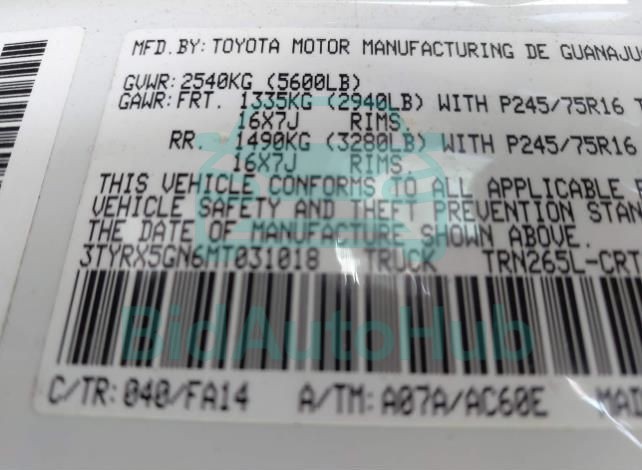 MFD.BY: TOYOTA MOTOR MANUFACTURING DE GUANAJU
GVWR: 2540KG (5600LB)
GAWR: FRT. 1335KG (2940LB) WITH P245/75R16
16X7J RIMS,
RR. 1490KG (3280LB) WITH P245/75R16
16X7J RIMS,
THIS VEHICLE CONFORMS TO ALL APPLICABLE
VEHICLE SAFETY AND THEFT PREVENTION STAN
THE DATE OF MANUFACTURE SHOWN ABOVE.
3TYRX5GN6MT031018 TRUCK TRN265L-CRT
BidAutoHub
C/TR: 040/FA14 A/TM: A07A/AC60E MAD